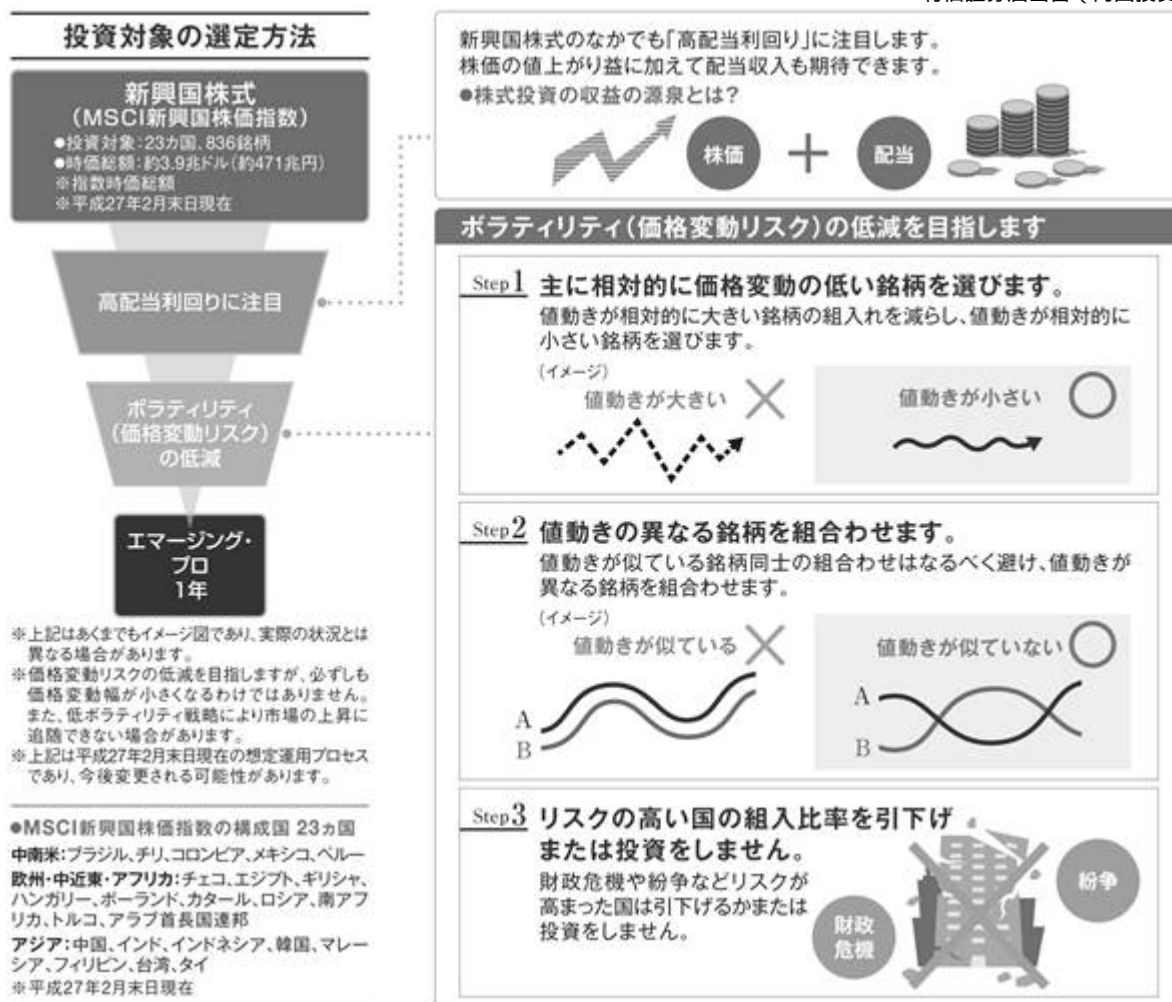 投資対象の選定方法
新興国株式
(MSCI新興国株価指数)
●投資対象:23カ国、836銘柄
●時価総額:約3.9兆ドル(約471兆円)
※指数時価総額
※平成27年2月末日現在
高配当利回りに注目
ボラティリティ
(価格変動リスク)
の低減
エマージング・
プロ
1年
※上記はあくまでもイメージ図であり、実際の状況とは
異なる場合があります。
※価格変動リスクの低減を目指しますが、必ずしも
価格変動幅が小さくなるわけではありません。
また、低ボラティリティ戦略により市場の上昇に
追随できない場合があります。
※上記は平成27年2月末日現在の想定運用プロセス
であり、今後変更される可能性があります。
●MSCI新興国株価指数の構成国 23ヵ国
中南米:ブラジル、チリ、コロンビア、メキシコ、ペルー
欧州・中近東・アフリカ:チェコ、エジプト、ギリシャ、
ハンガリー、ポーランド、カタール、ロシア、南アフ
リカ、トルコ、アラブ首長国連邦
アジア:中国、インド、インドネシア、韓国、マレー
シア、フィリピン、台湾、タイ
※平成27年2月末日現在
新興国株式のなかでも「高配当利回り」に注目します。
株価の値上がり益に加えて配当収入も期待できます。
●株式投資の収益の源泉とは?
株価 + 配当
ボラティリティ(価格変動リスク)の低減を目指します
Step1 主に相対的に価格変動の低い銘柄を選びます。
値動きが相対的に大きい銘柄の組入れを減らし、値動きが相対的に
小さい銘柄を選びます。
(イメージ)
値動きが大きい
値動きが小さい
Step2 値動きの異なる銘柄を組合わせます。
値動きが似ている銘柄同士の組合わせはなるべく避け、値動きが
異なる銘柄を組合わせます。
(イメージ)
値動きが似ている
A
B
値動きが似ていない
A
B
Step3 リスクの高い国の組入比率を引下げ
または投資をしません。
財政危機や紛争などリスクが
高まった国は引下げるかまたは
投資をしません。
財政
危機
紛争